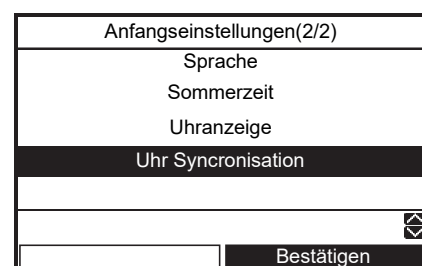 Anfangseinstellungen(2/2)
Sprache
Sommerzeit
Uhranzeige
Uhr Syncronisation
Bestätigen